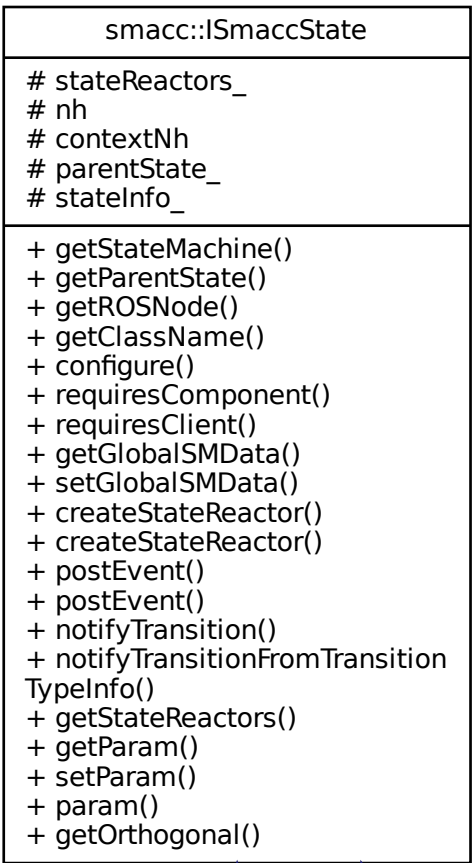 smacc::ISmaccState
# stateReactors_
# nh
# contextNh
# parentState_
# stateInfo_
+ getStateMachine()
+ getParentState()
+ getROSNode()
+ getClassName()
+ configure()
+ requiresComponent()
+ requiresClient()
+ getGlobalSMData()
+ setGlobalSMData()
+ createStateReactor()
+ createStateReactor()
+ postEvent()
+ postEvent()
+ notifyTransition()
+ notifyTransitionFromTransition
TypeInfo()
+ getStateReactors()
+ getParam()
+ setParam()
+ param()
+ getOrthogonal()